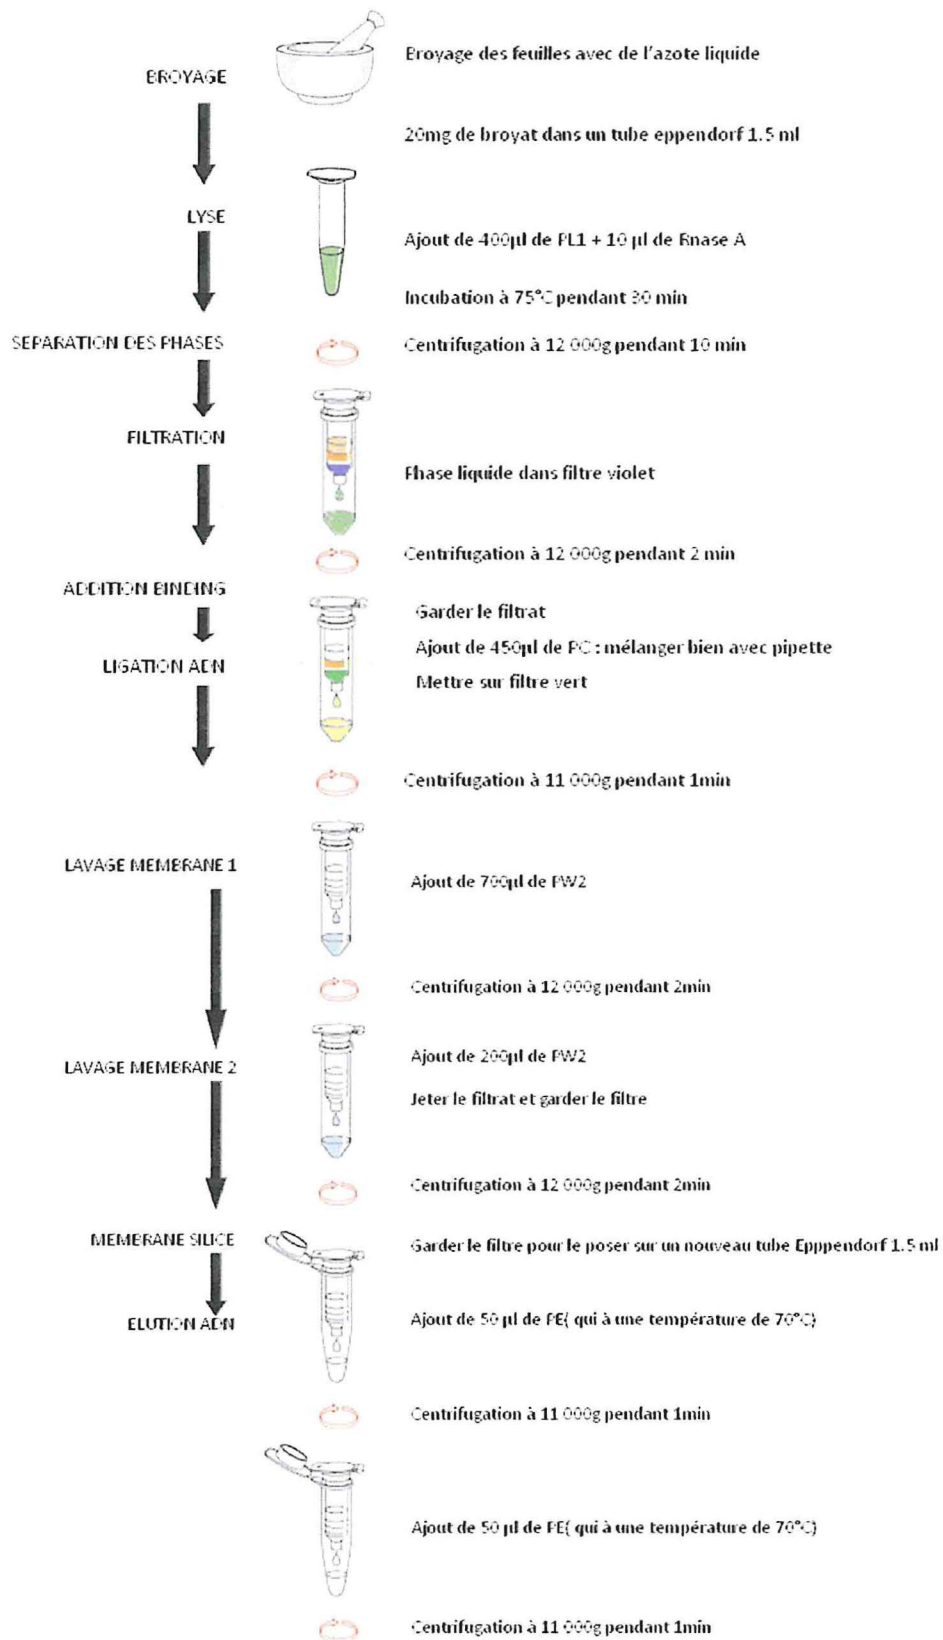 Broyage des feuilles avec de l'azote liquide
BROYAGE
20mg de broyat dans un tube eppendorf 1.5 ml
LYSE
Ajout de 400µl de PL1 + 10 µl de Rnase A
Incubation à 75°C pendant 30 min
SEPARATION DES PHASES
Centrifugation à 12 000g pendant 10 min
FILTRATION
Phase liquide dans filtre violet
Centrifugation à 12 000g pendant 2 min
ADDITION BINDING
Garder le filtrat
Ajout de 450µl de PC : mélanger bien avec pipette
LIGATION ADN
Mettre sur filtre vert
Centrifugation à 11 000g pendant 1min
LAVAGE MEMBRANE 1
Ajout de 700µl de PW2
Centrifugation à 12 000g pendant 2min
Ajout de 200µl de PW2
LAVAGE MEMBRANE 2
Jeter le filtrat et garder le filtre
Centrifugation à 12 000g pendant 2min
MEMBRANE SILICE
Garder le filtre pour le poser sur un nouveau tube Epppendorf 1.5 ml
ELUTION ADN
Ajout de 50 µl de PE( qui à une température de 70°C)
Centrifugation à 11 000g pendant 1min
Ajout de 50 µl de PE( qui à une température de 70°C)
Centrifugation à 11 000g pendant 1min